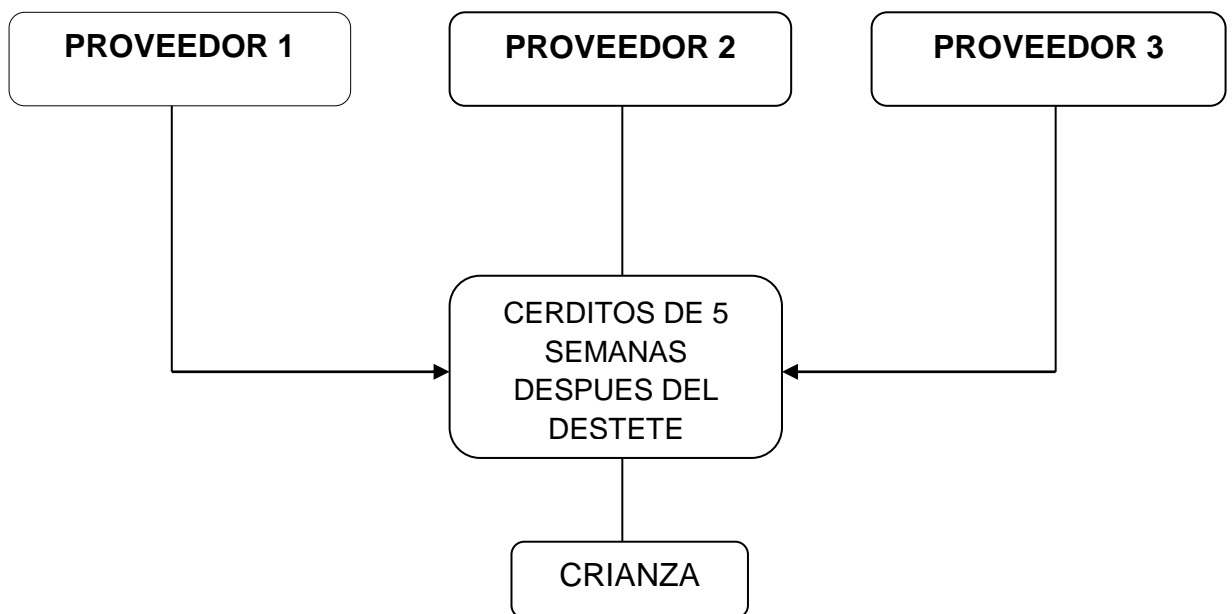 PROVEEDOR 1
PROVEEDOR 2
PROVEEDOR 3
CERDITOS DE 5
SEMANAS
DESPUES DEL
DESTETE
CRIANZA